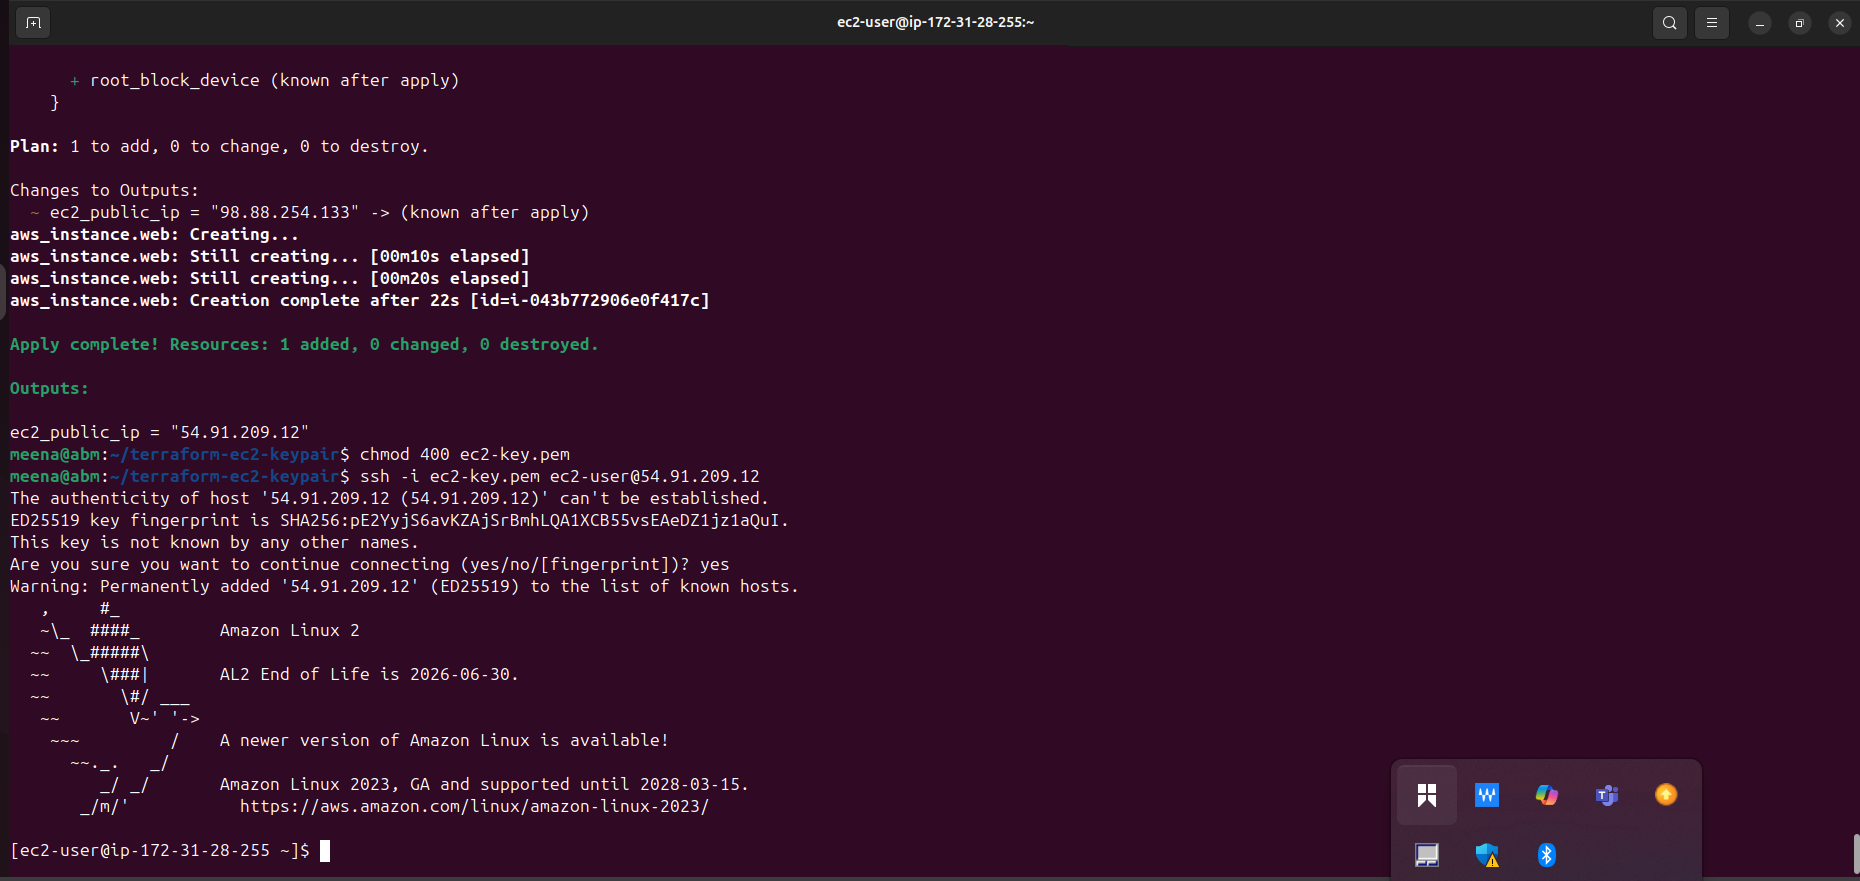 ec2-user@ip-172-31-28-255:~
      + root_block_device (known after apply)
    }
Plan: 1 to add, 0 to change, 0 to destroy.
Changes to Outputs:
  ~ ec2_public_ip = "98.88.254.133" -> (known after apply)
aws_instance.web: Creating...
aws_instance.web: Still creating... [00m10s elapsed]
aws_instance.web: Still creating... [00m20s elapsed]
aws_instance.web: Creation complete after 22s [id=i-043b772906e0f417c]
Apply complete! Resources: 1 added, 0 changed, 0 destroyed.
Outputs:
ec2_public_ip = "54.91.209.12"
meena@abm:~/terraform-ec2-keypair$ chmod 400 ec2-key.pem
meena@abm:~/terraform-ec2-keypair$ ssh -i ec2-key.pem ec2-user@54.91.209.12
The authenticity of host '54.91.209.12 (54.91.209.12)' can't be established.
ED25519 key fingerprint is SHA256:pE2YyjS6avKZAjSrBmhLQA1XCB55vsEAeDZ1jz1aQuI.
This key is not known by any other names.
Are you sure you want to continue connecting (yes/no/[fingerprint])? yes
Warning: Permanently added '54.91.209.12' (ED25519) to the list of known hosts.
   ,     #_
   ~\_  ####_        Amazon Linux 2
  ~~  \_#####\
  ~~     \###|       AL2 End of Life is 2026-06-30.
  ~~       \#/ ___
   ~~       V~' '->
    ~~~         /    A newer version of Amazon Linux is available!
      ~~._.   _/
         _/ _/       Amazon Linux 2023, GA and supported until 2028-03-15.
       _/m/'           https://aws.amazon.com/linux/amazon-linux-2023/
[ec2-user@ip-172-31-28-255 ~]$